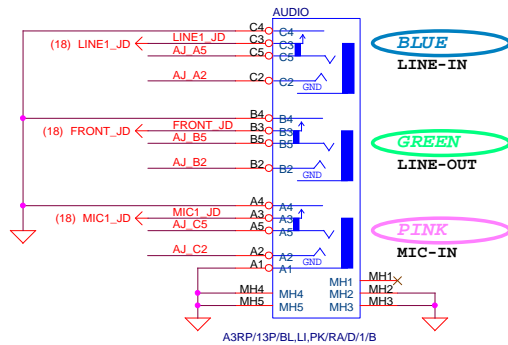 AUDIO
C4 C4
(18) LINE1_JD LINE1_JD C3 C3 BLUE
AJ_A5 C5 C5 LINE-IN
AJ_A2 C2 C2
GND
B4 B4
(18) FRONT_JD FRONT_JD B3 B3 GREEN
AJ_B5 B5 B5
AJ_B2 B2 B2 LINE-OUT
GND
A4 A4
(18) MIC1_JD MIC1_JD A3 A3 PINK
AJ_C5 A5 A5
MIC-IN
AJ_C2 A2 A2
GND
A1 A1
MH1 MH1
MH4 MH4 MH2 MH2
MH5 MH5 MH3 MH3
A3RP/13P/BL,LI,PK/RA/D/1/B